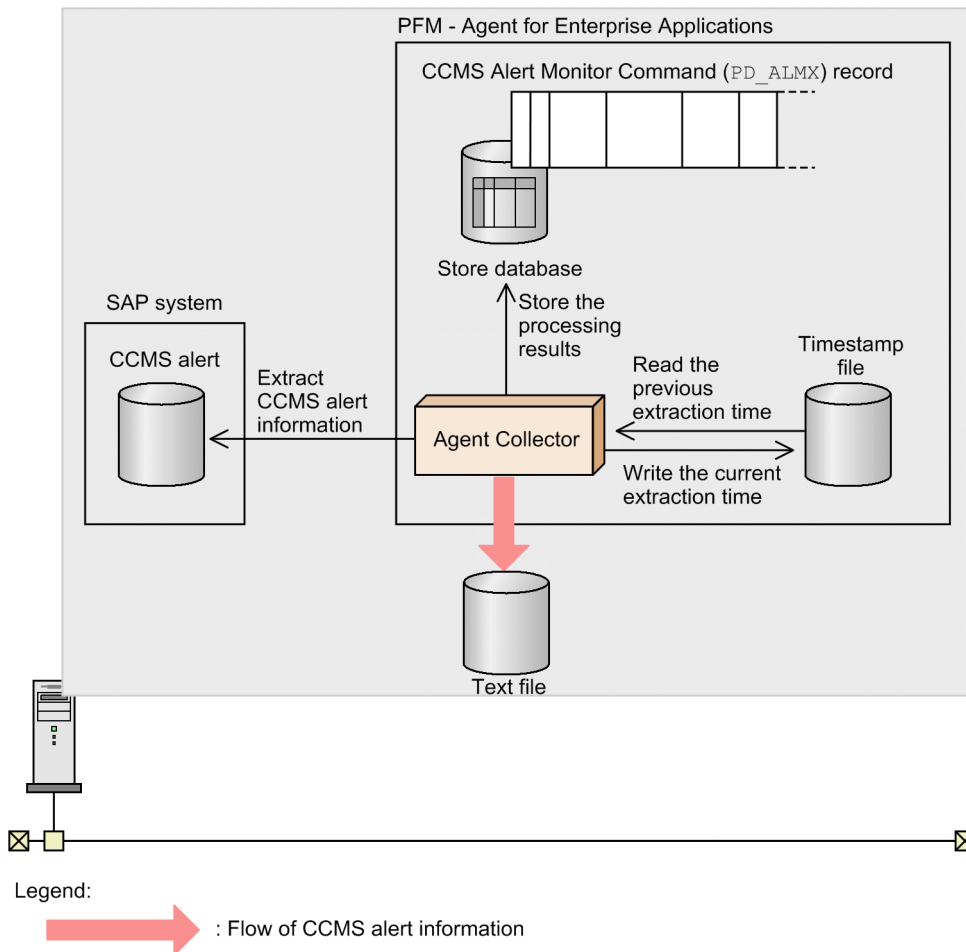 PFM - Agent for Enterprise Applications
CCMS Alert Monitor Command (PD_ALMX) record
Store database
SAP system
CCMS alert
Extract
CCMS alert
information
Store the
processing
results
Read the
previous
extraction time
Timestamp
file
Agent Collector
Write the current
extraction time
Text file
Legend:
: Flow of CCMS alert information